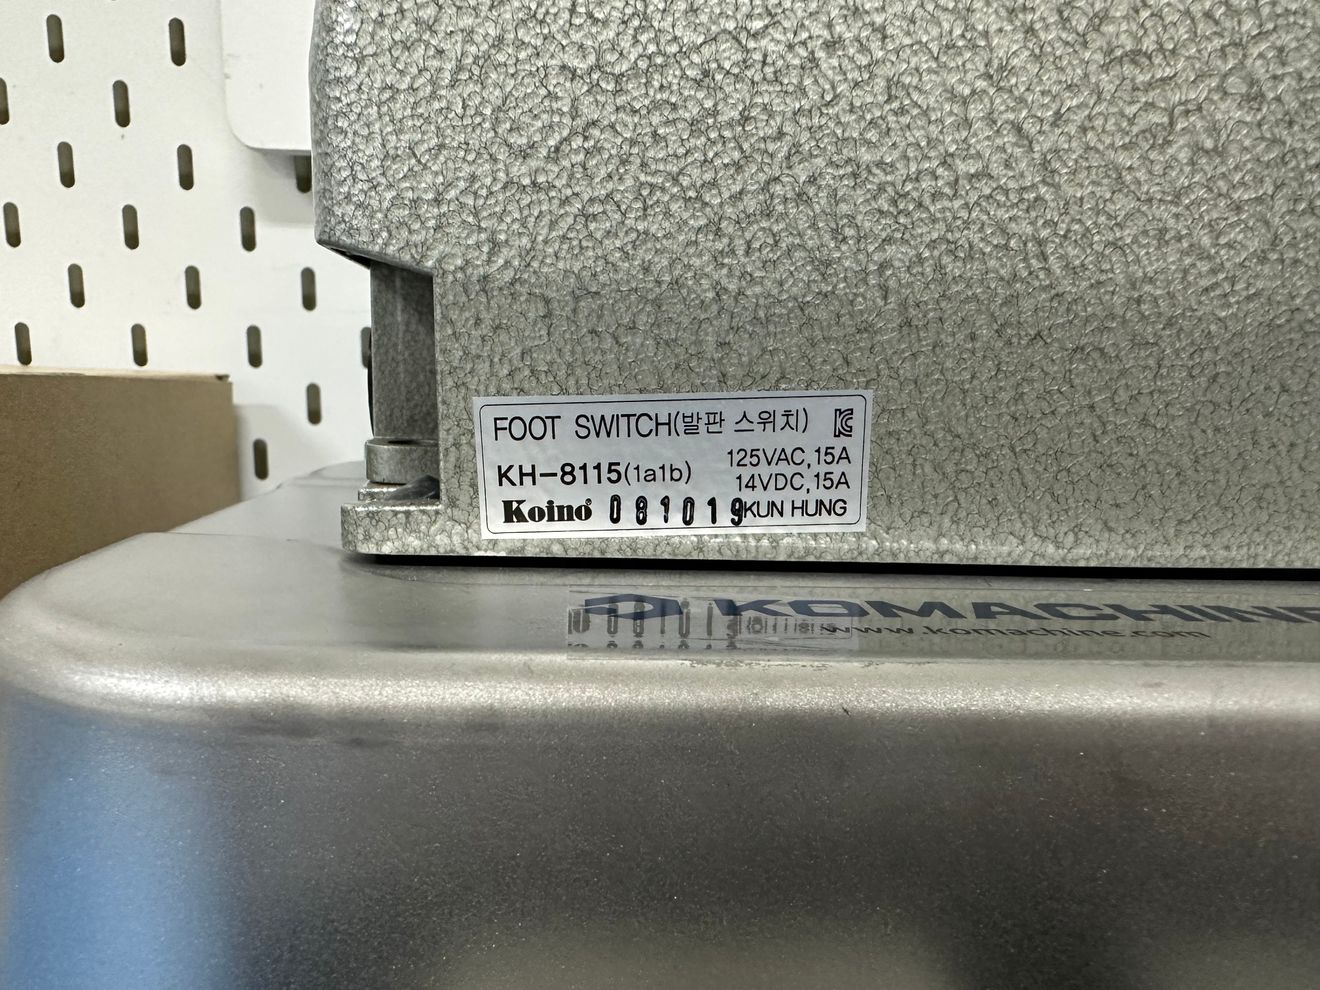 FOOT SWITCH(발판 스위치)
KH-8115(1a1b)
125VAC,15A
14VDC,15A
Koino 081019 KUN HUNG
KOMACHINE
www.komachine.com